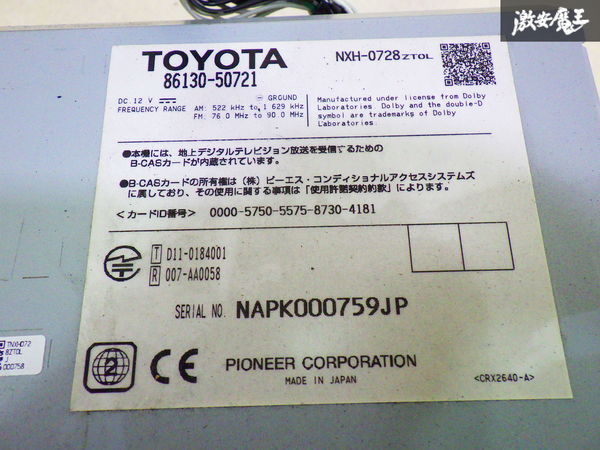 激安魔王
TOYOTA
86130-50721
NXH-0728ZTOL
DC 12 V
GROUND
FREQUENCY RANGE AM: 522 kHz to 1 629 kHz
FM: 76.0 MHz to 90.0 MHz
Manufactured under license from Dolby
Laboratories. Dolby and the double-D
symbol are trademarks of Dolby
Laboratories.
●本機には、地上デジタルテレビジョン放送を受信するための
B-CASカードが内蔵されています。
●B-CASカードの所有権は(株)ビーエス・コンディショナルアクセスシステムズ
に属しており、その使用に関する事項は「使用許諾契約約款」によります。
<カードID番号> 0000-5750-5575-8730-4181
T D11-0184001
R 007-AA0058
SERIAL NO. NAPK000759JP
2 CE PIONEER CORPORATION
MADE IN JAPAN
<CRX2640-A>
TNXH072
8ZTOL
J
000758